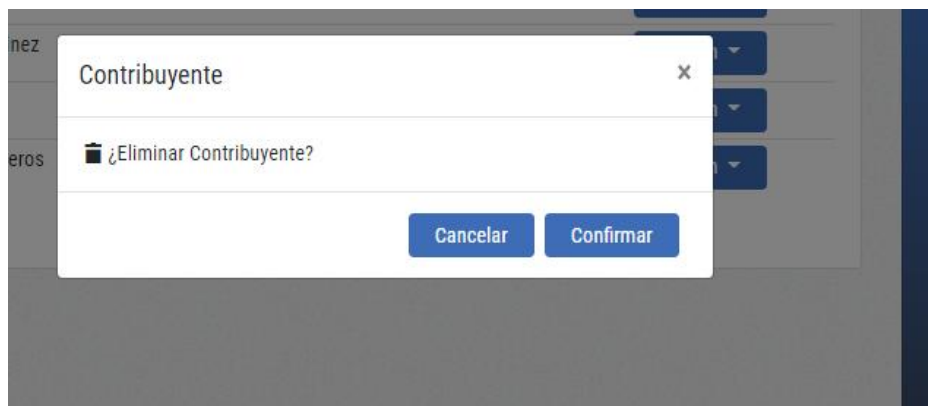 nez
Contribuyente ×
¿Eliminar Contribuyente?
eros
Cancelar Confirmar